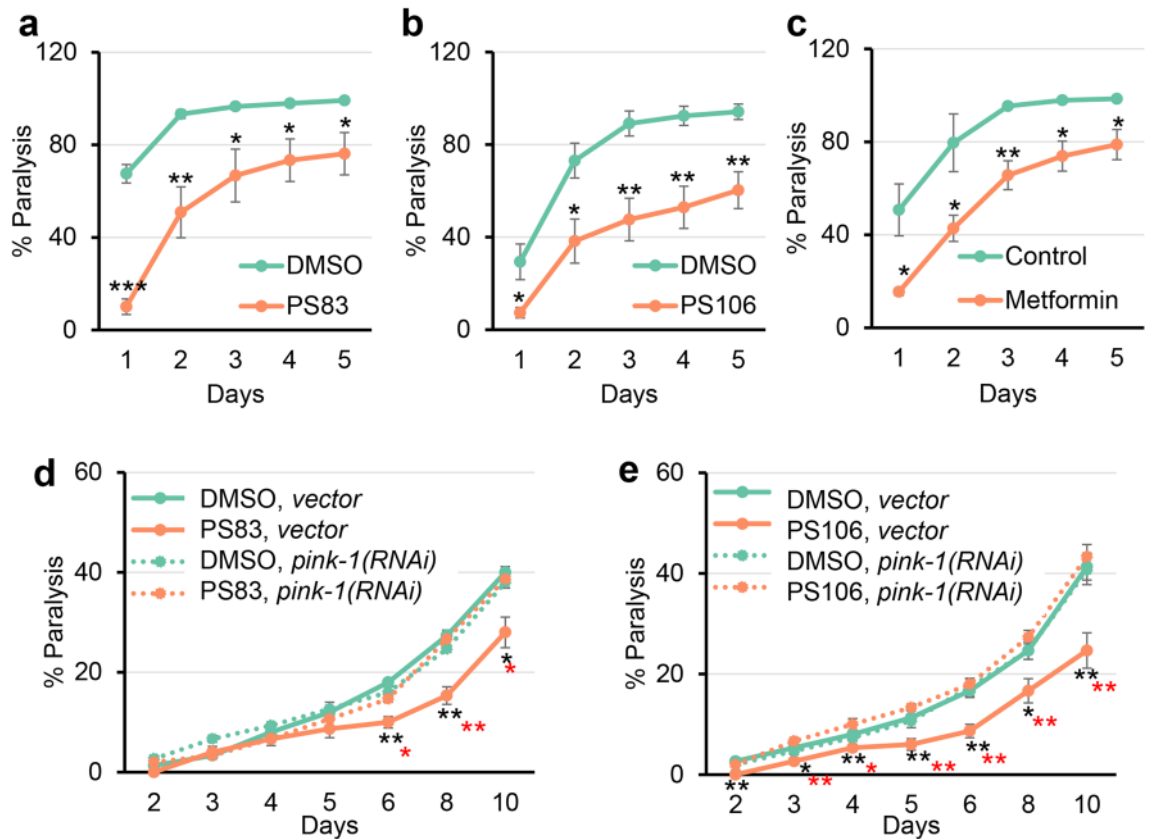 a
% Paralysis
120
80
40
0
***
**
*
*
*
DMSO
PS83
1 2 3 4 5
Days
b
% Paralysis
120
80
40
0
*
*
**
**
**
DMSO
PS106
1 2 3 4 5
Days
c
% Paralysis
120
80
40
0
*
*
**
*
*
Control
Metformin
1 2 3 4 5
Days
d
% Paralysis
60
40
20
0
DMSO, vector
PS83, vector
DMSO, pink-1(RNAi)
PS83, pink-1(RNAi)
** *
** **
* *
2 3 4 5 6 8 10
Days
e
% Paralysis
60
40
20
0
DMSO, vector
PS106, vector
DMSO, pink-1(RNAi)
PS106, pink-1(RNAi)
**
* **
** *
** **
** **
* **
** **
2 3 4 5 6 8 10
Days